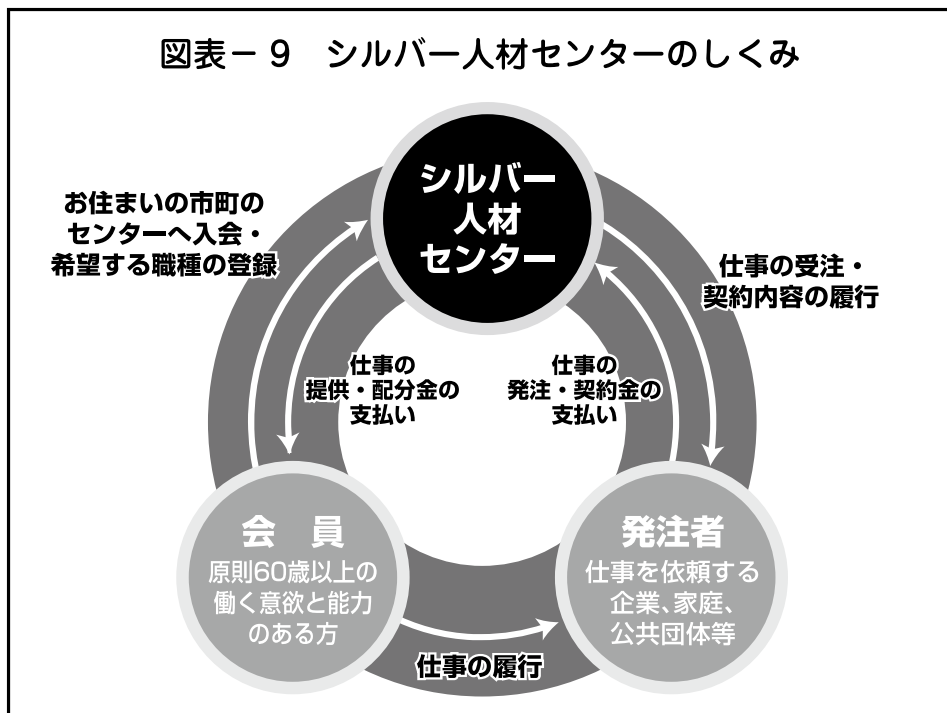 図表－9　シルバー人材センターのしくみ
シルバー
人材
センター
お住まいの市町の
センターへ入会・
希望する職種の登録
仕事の受注・
契約内容の履行
仕事の
提供・配分金の
支払い
仕事の
発注・契約金の
支払い
会　員
原則60歳以上の
働く意欲と能力
のある方
発注者
仕事を依頼する
企業、家庭、
公共団体等
仕事の履行